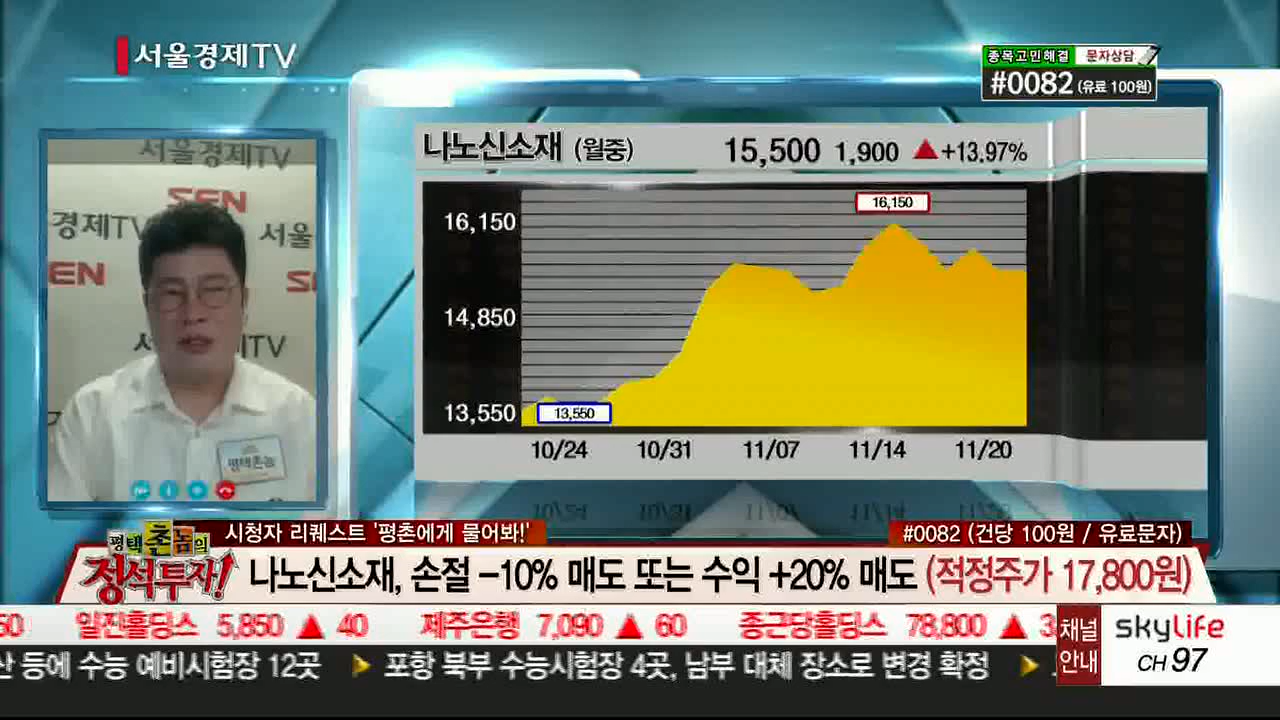 서울경제TV
종목고민해결 문자상담
#0082 (유료 100원)
서울경제TV
SEN
경제TV
서울
EN
S
서 TV
평택촌놈
나노신소재 (월중) 15,500 1,900 ▲+13.97%
16,150
14,850
13,550
16,150
13,550
10/24 10/31 11/07 11/14 11/20
시청자 리퀘스트 '평촌에게 물어봐!'
#0082 (건당 100원 / 유료문자)
평택촌놈의
정석투자!
나노신소재, 손절 -10% 매도 또는 수익 +20% 매도 (적정주가 17,800원)
50 일진홀딩스 5,850 ▲ 40 제주은행 7,090 ▲ 60 종근당홀딩스 78,800 ▲ 3
산 등에 수능 예비시험장 12곳 ▶ 포항 북부 수능시험장 4곳, 남부 대체 장소로 변경 확정 ▶
채널
안내
skylife
CH 97